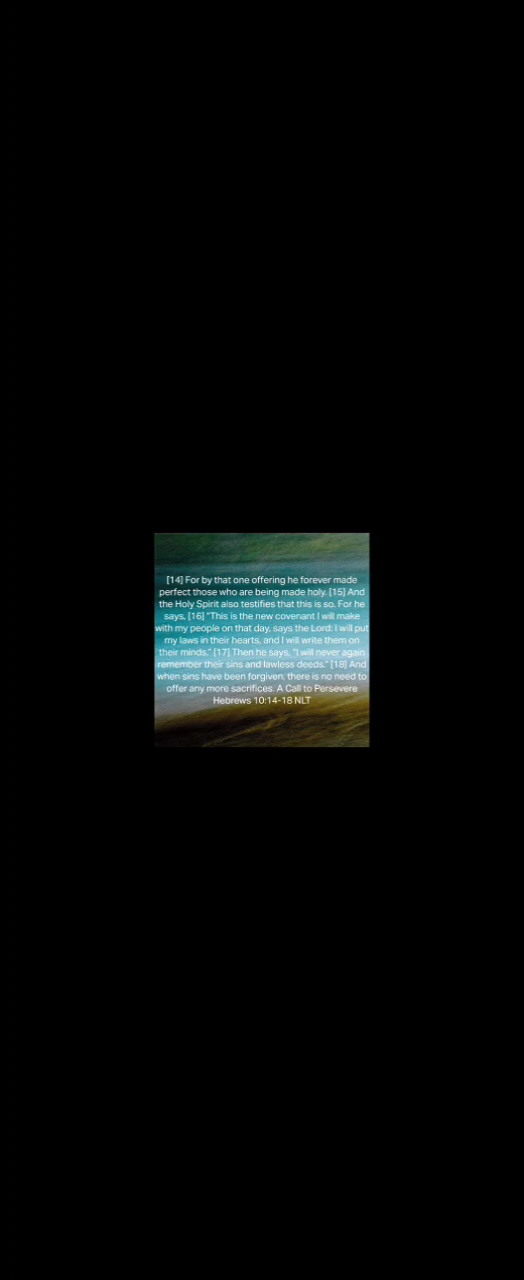 [14] For by that one offering he forever made
perfect those who are being made holy. [15] And
the Holy Spirit also testifies that this is so. For he
says, [16] “This is the new covenant I will make
with my people on that day, says the Lord: I will put
my laws in their hearts, and I will write them on
their minds.” [17] Then he says, “I will never again
remember their sins and lawless deeds.” [18] And
when sins have been forgiven, there is no need to
offer any more sacrifices. A Call to Persevere
Hebrews 10:14-18 NLT